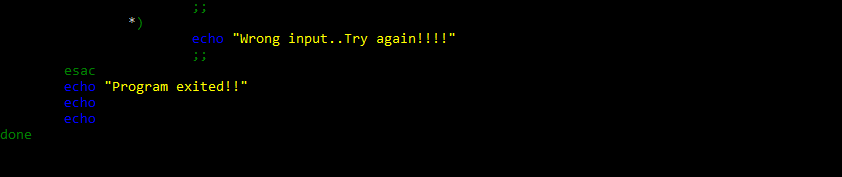 ;;
*)
echo "Wrong input..Try again!!!!"
;;
esac
echo "Program exited!!"
echo
echo
done